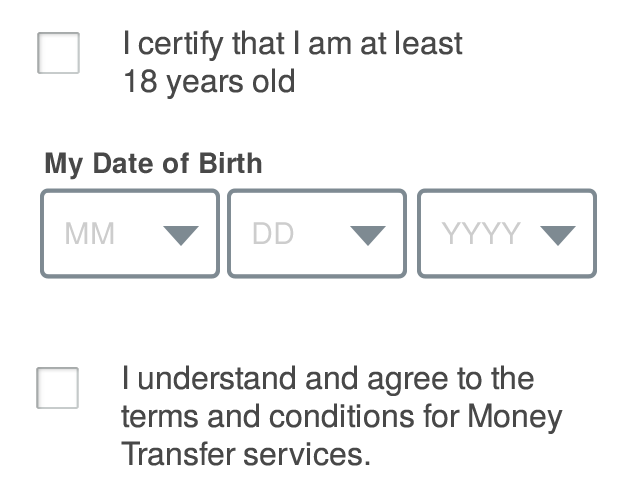 I certify that I am at least
18 years old
My Date of Birth
MM DD YYYY
I understand and agree to the
terms and conditions for Money
Transfer services.